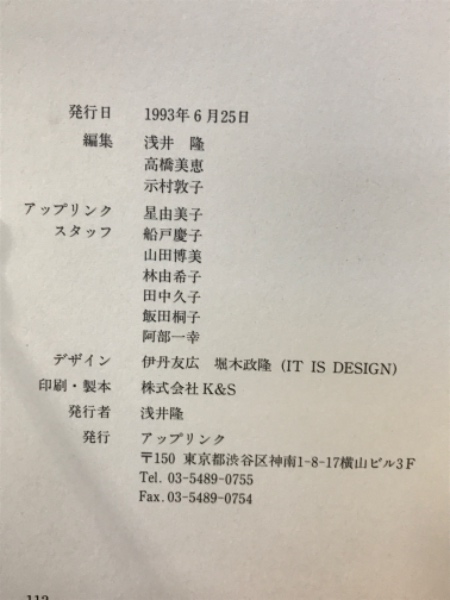 発行日 1993年6月25日
編集 浅井 隆
高橋美恵
示村敦子
アップリンク 星由美子
スタッフ 船戸慶子
山田博美
林由希子
田中久子
飯田桐子
阿部一幸
デザイン 伊丹友広 堀木政隆 (IT IS DESIGN)
印刷・製本 株式会社K&S
発行者 浅井隆
発行 アップリンク
〒150 東京都渋谷区神南1-8-17横山ビル3F
Tel. 03-5489-0755
Fax. 03-5489-0754